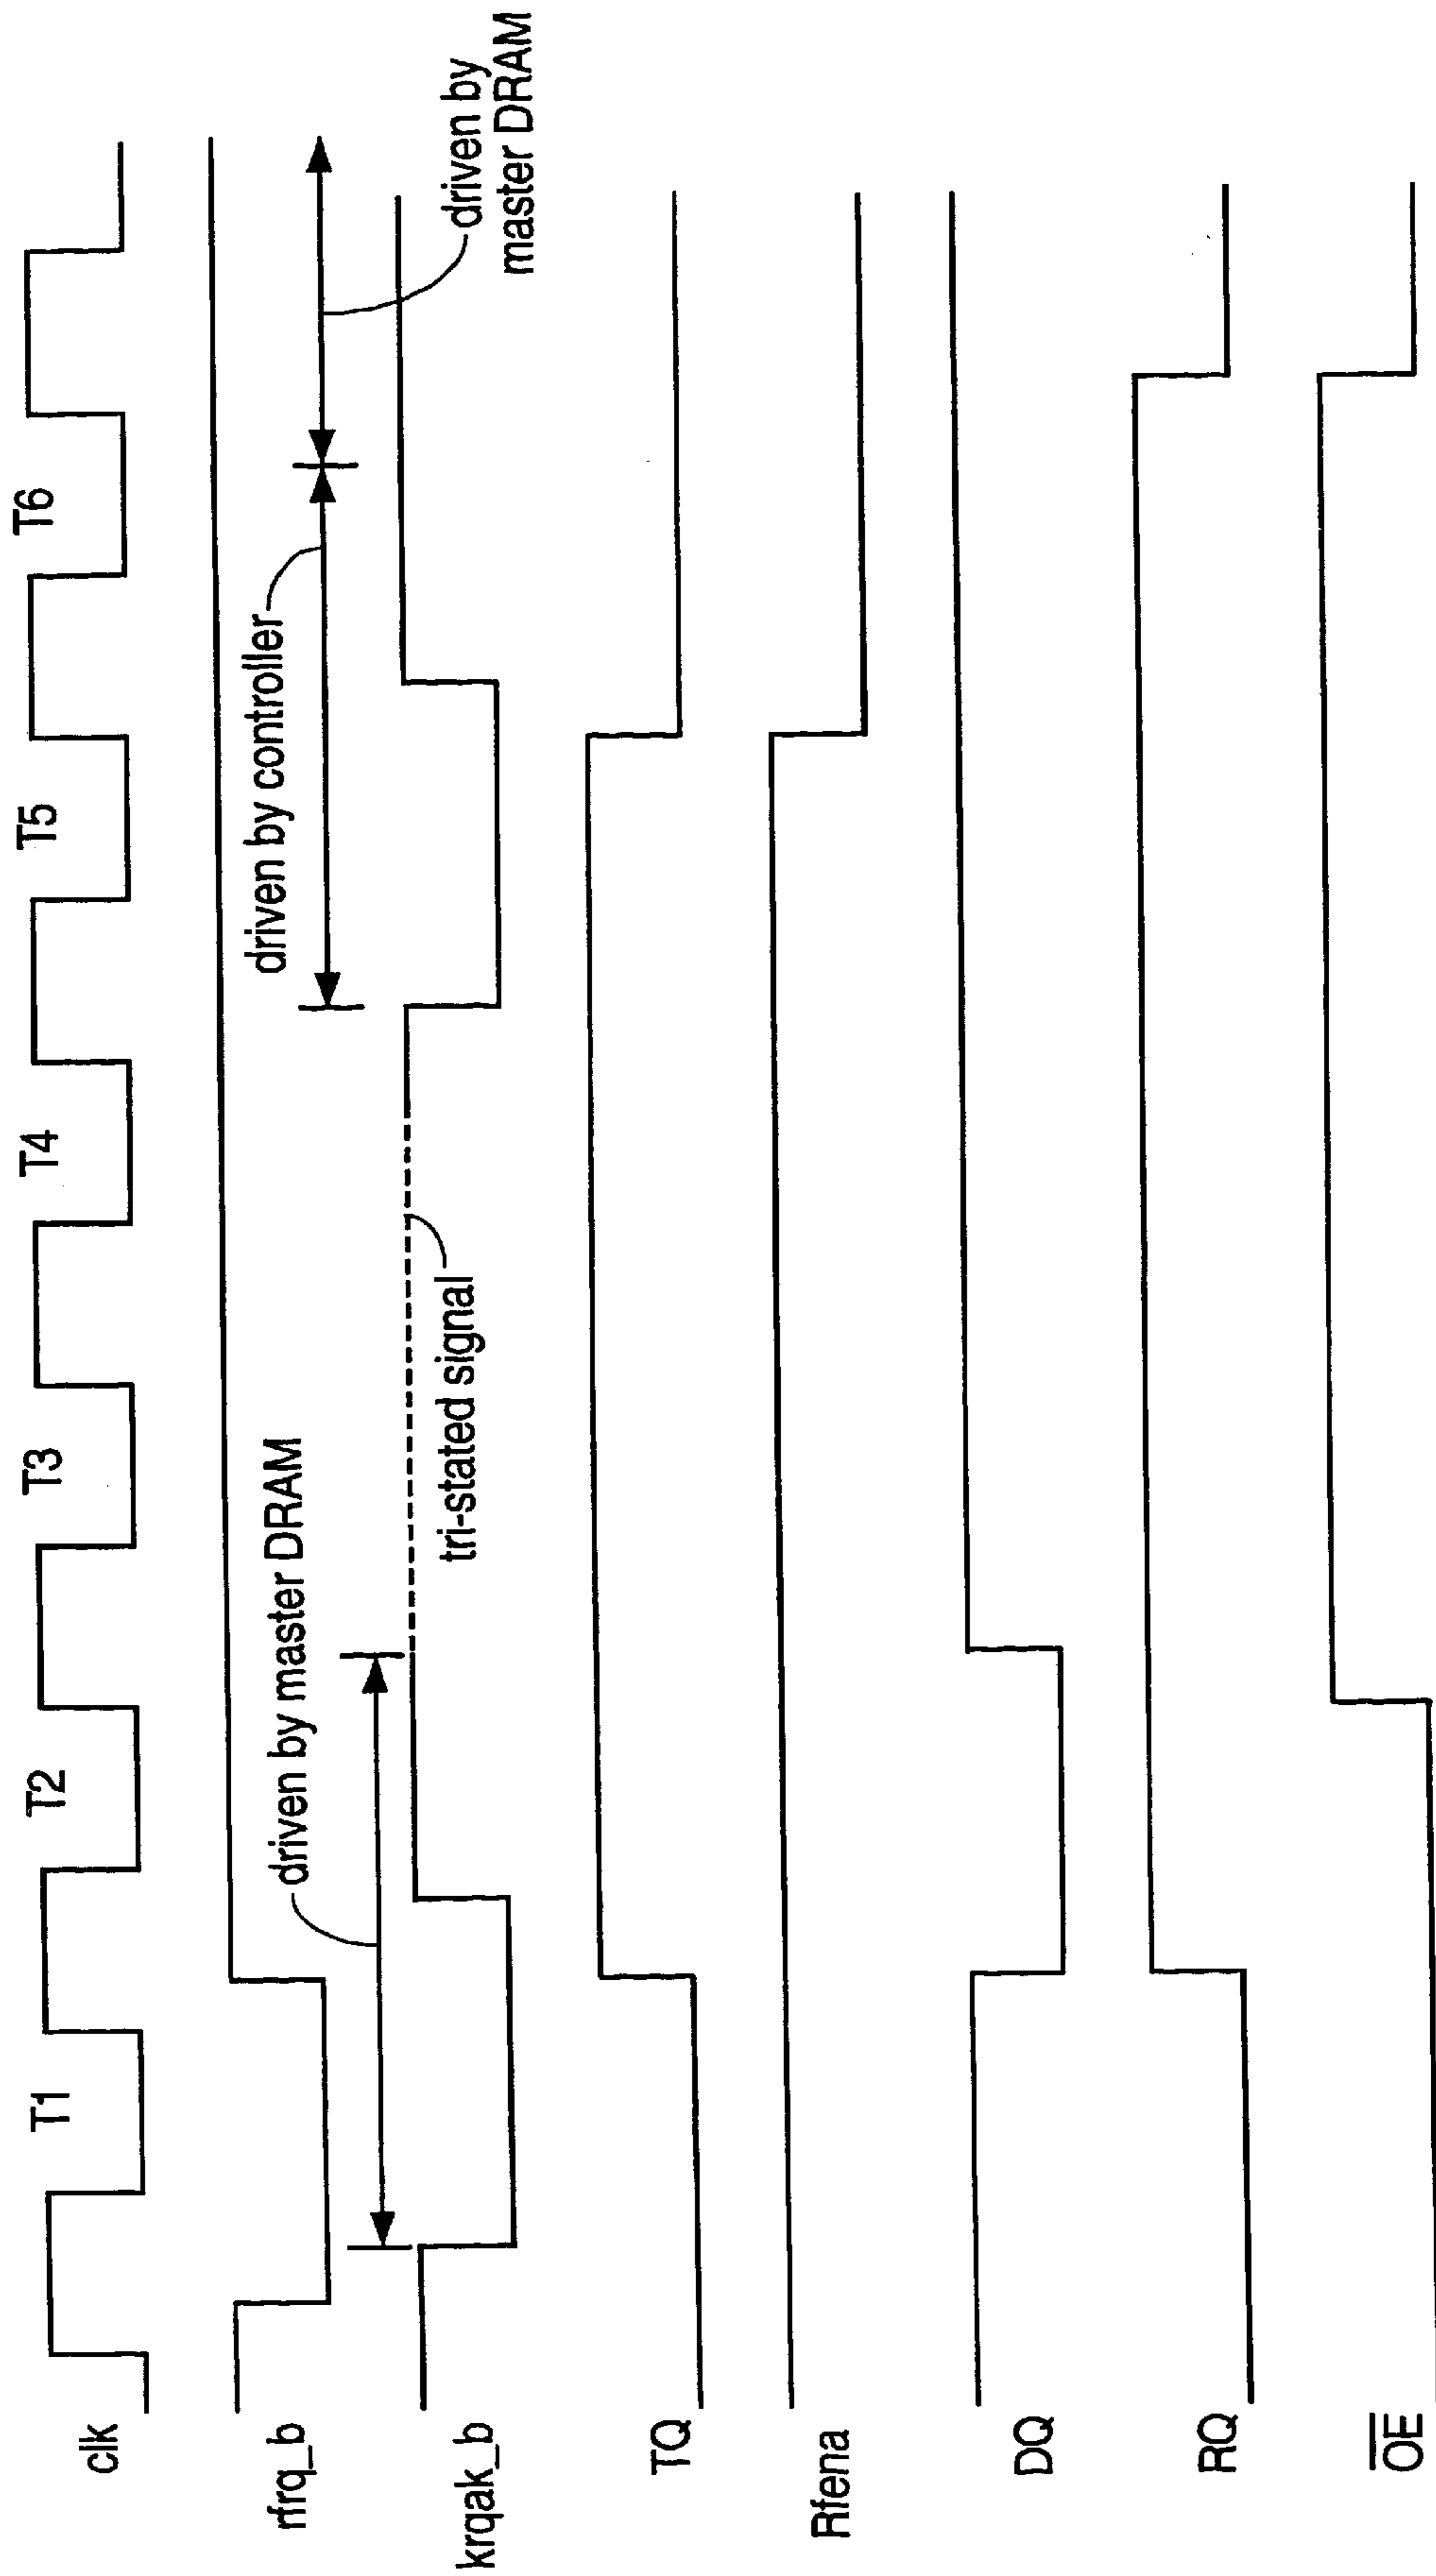 clk
T1
T2
T3
T4
T5
T6
rfrq_b
driven by master DRAM
driven by controller
driven by
master DRAM
krqak_b
tri-stated signal
TQ
Rfena
DQ
RQ
O̅E̅